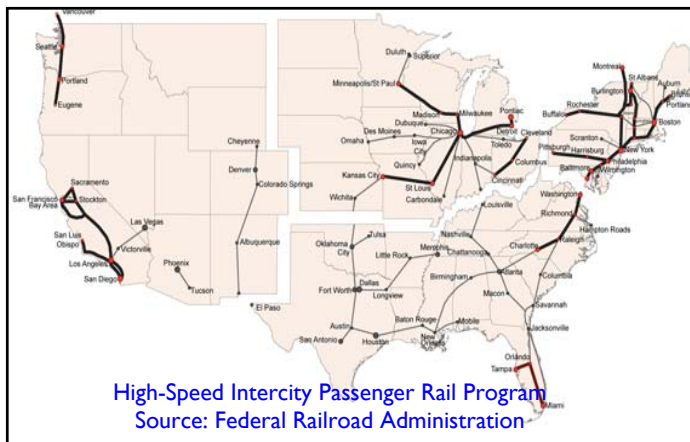 Vancouver
Seattle
Portland
Eugene
Sacramento
San Francisco
Bay Area
Stockton
San Luis
Obispo
Los Angeles
San Diego
Las Vegas
Victorville
Phoenix
Tucson
Cheyenne
Denver
Colorado Springs
Albuquerque
El Paso
Duluth
Superior
Minneapolis/St Paul
Madison
Milwaukee
Dubuque
Chicago
Omaha
Des Moines
Iowa
City
Quincy
Kansas City
St Louis
Carbondale
Wichita
Pontiac
Detroit
Toledo
Cleveland
Columbus
Indianapolis
Cincinnati
Louisville
Montreal
St Albans
Burlington
Auburn
Portland
Boston
Rochester
Buffalo
Scranton
New York
Pittsburgh
Harrisburg
Philadelphia
Baltimore
Wilmington
Washington
Richmond
Hampton Roads
Raleigh
Charlotte
Columbia
Nashville
Chattanooga
Atlanta
Birmingham
Macon
Savannah
Jacksonville
Orlando
Tampa
Miami
Tulsa
Oklahoma
City
Little Rock
Memphis
Dallas
Fort Worth
Longview
Austin
San Antonio
Houston
Baton Rouge
New
Orleans
Mobile
High-Speed Intercity Passenger Rail Program
Source: Federal Railroad Administration